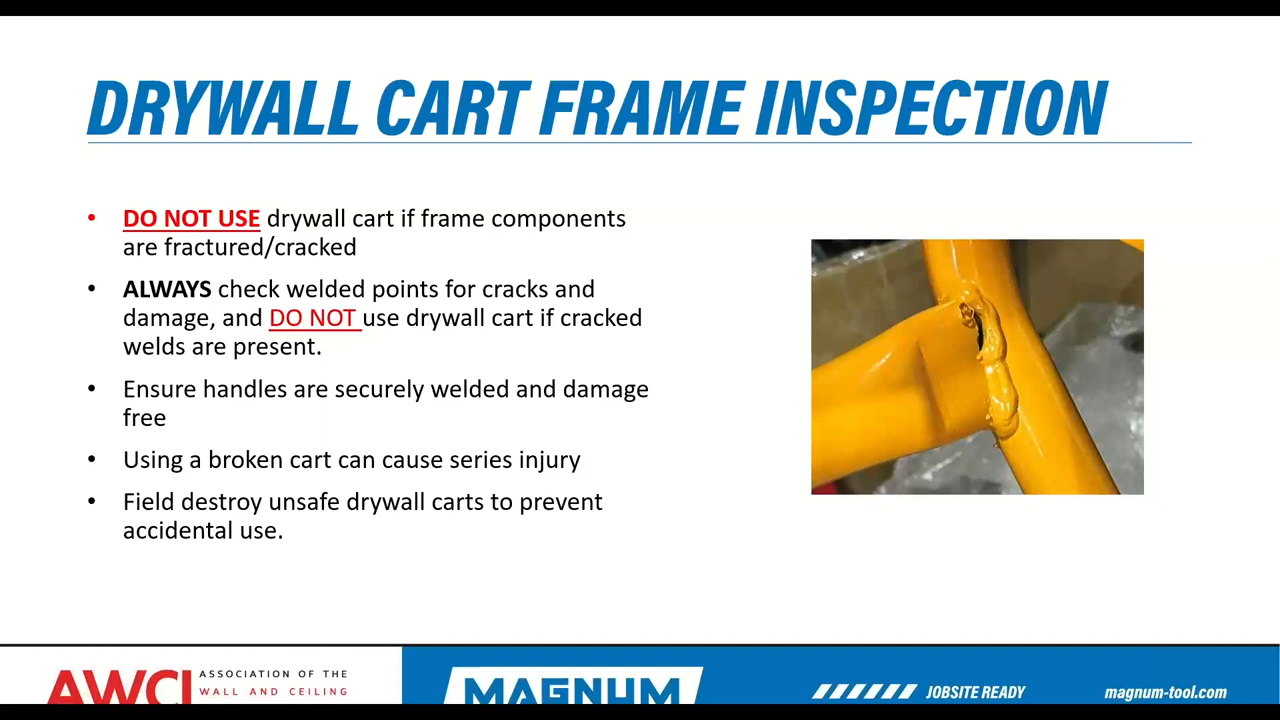 DRYWALL CART FRAME INSPECTION
• DO NOT USE drywall cart if frame components
are fractured/cracked
• ALWAYS check welded points for cracks and
damage, and DO NOT use drywall cart if cracked
welds are present.
• Ensure handles are securely welded and damage
free
• Using a broken cart can cause series injury
• Field destroy unsafe drywall carts to prevent
accidental use.
AWCI
ASSOCIATION OF THE
WALL AND CEILING
MAGNUM
JOBSITE READY
magnum-tool.com